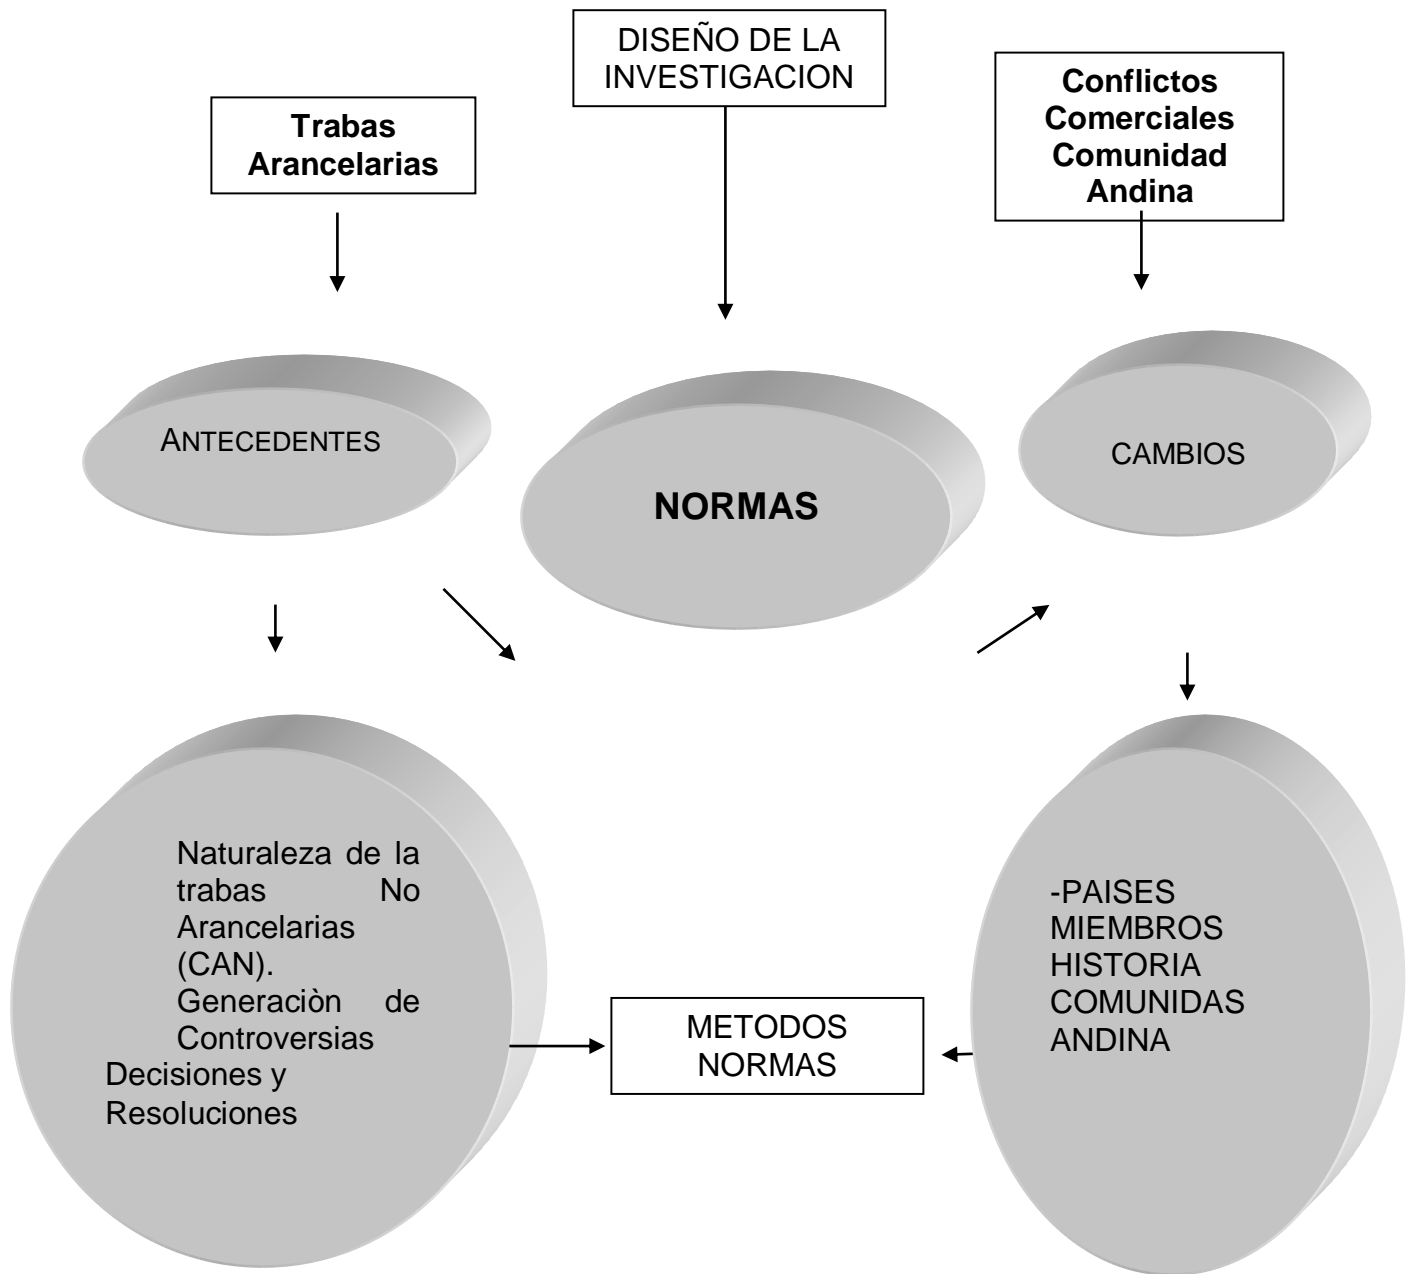 DISEÑO DE LA
INVESTIGACION
Trabas
Arancelarias
Conflictos
Comerciales
Comunidad
Andina
ANTECEDENTES
NORMAS
CAMBIOS
Naturaleza de la
trabas No
Arancelarias
(CAN).
Generaciòn de
Controversias
Decisiones y
Resoluciones
METODOS
NORMAS
-PAISES
MIEMBROS
HISTORIA
COMUNIDAS
ANDINA